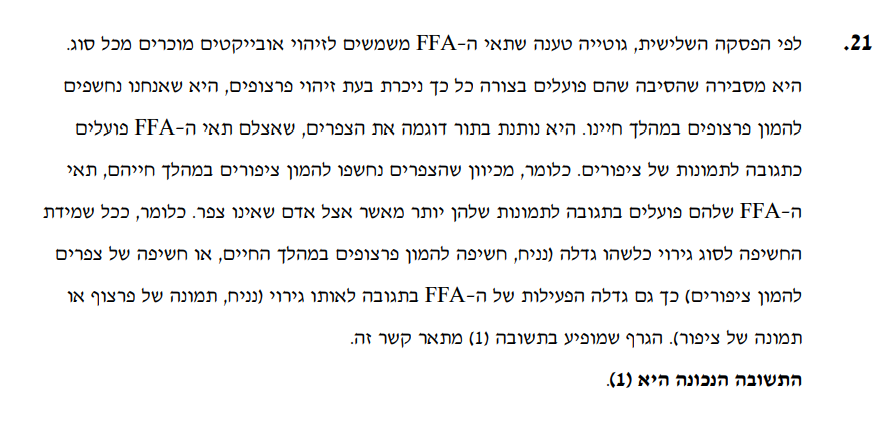 21. לפי הפסקה השלישית, גוטייה טענה שתאי ה-FFA משמשים לזיהוי אובייקטים מוכרים מכל סוג.
היא מסבירה שהסיבה שהם פועלים בצורה כל כך ניכרת בעת זיהוי פרצופים, היא שאנחנו נחשפים
להמון פרצופים במהלך חיינו. היא נותנת בתור דוגמה את הצפרים, שאצלם תאי ה-FFA פועלים
כתגובה לתמונות של ציפורים. כלומר, מכיוון שהצפרים נחשפו להמון ציפורים במהלך חייהם, תאי
ה-FFA שלהם פועלים בתגובה לתמונות שלהן יותר מאשר אצל אדם שאינו צפר. כלומר, ככל שמידת
החשיפה לסוג גירוי כלשהו גדלה (נניח, חשיפה להמון פרצופים במהלך החיים, או חשיפה של צפרים
להמון ציפורים) כך גם גדלה הפעילות של ה-FFA בתגובה לאותו גירוי (נניח, תמונה של פרצוף או
תמונה של ציפור). הגרף שמופיע בתשובה (1) מתאר קשר זה.
התשובה הנכונה היא (1).